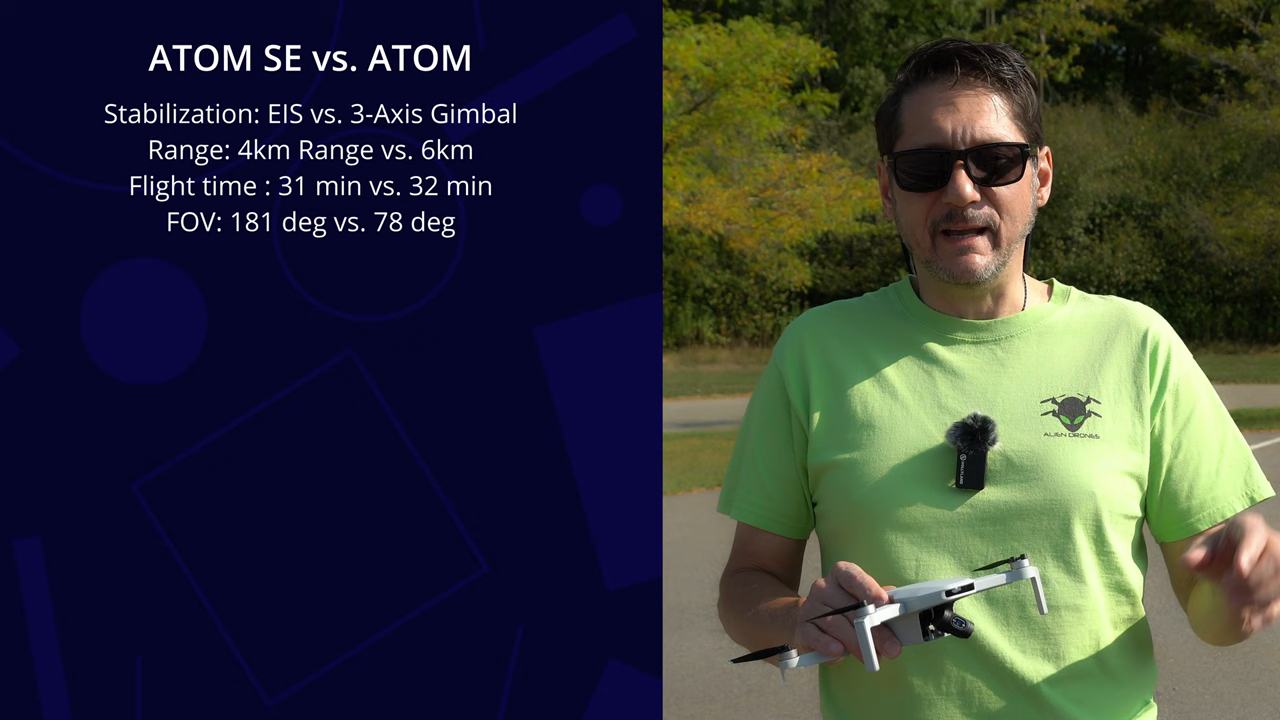 ATOM SE vs. ATOM
Stabilization: EIS vs. 3-Axis Gimbal
Range: 4km Range vs. 6km
Flight time : 31 min vs. 32 min
FOV: 181 deg vs. 78 deg
ALIEN DRONES